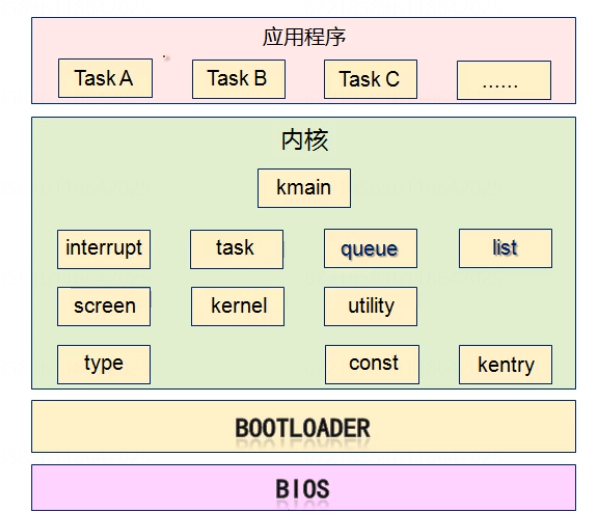 应用程序
Task A Task B Task C ......
内核
kmain
interrupt task queue list
screen kernel utility
type const kentry
BOOTLOADER
BIOS